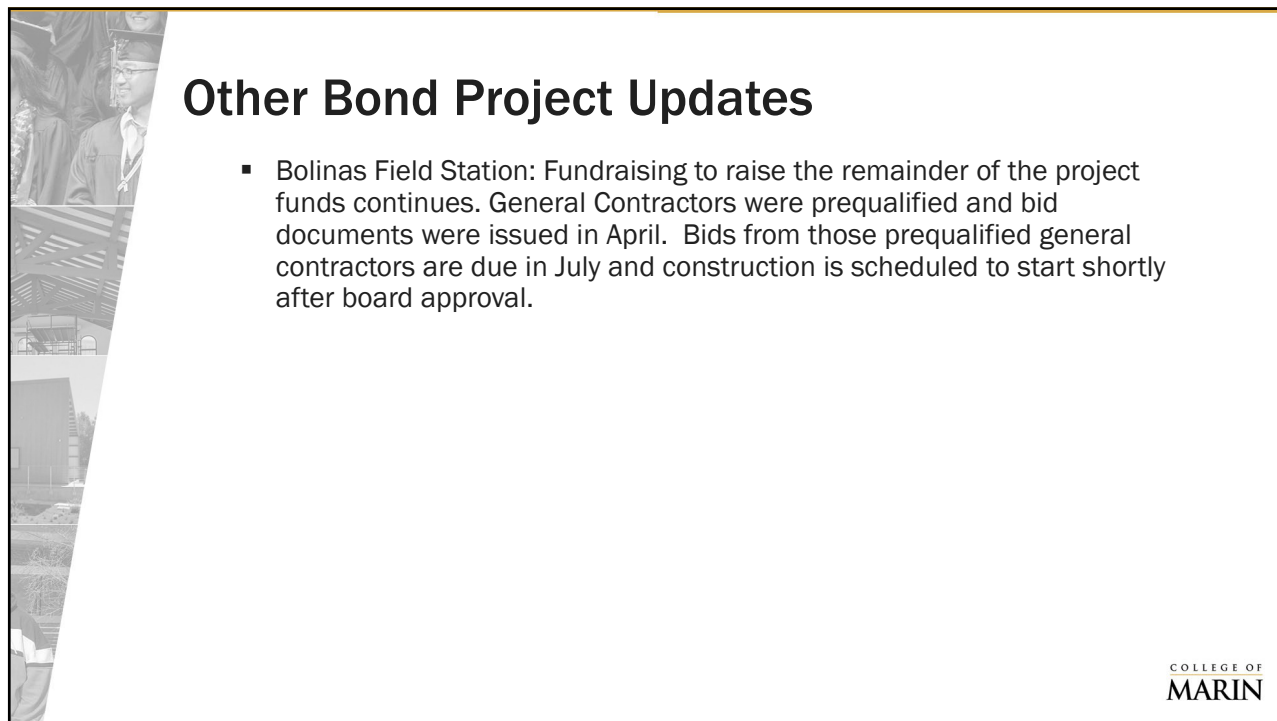 Other Bond Project Updates
▪ Bolinas Field Station: Fundraising to raise the remainder of the project
funds continues. General Contractors were prequalified and bid
documents were issued in April.  Bids from those prequalified general
contractors are due in July and construction is scheduled to start shortly
after board approval.
COLLEGE OF
MARIN